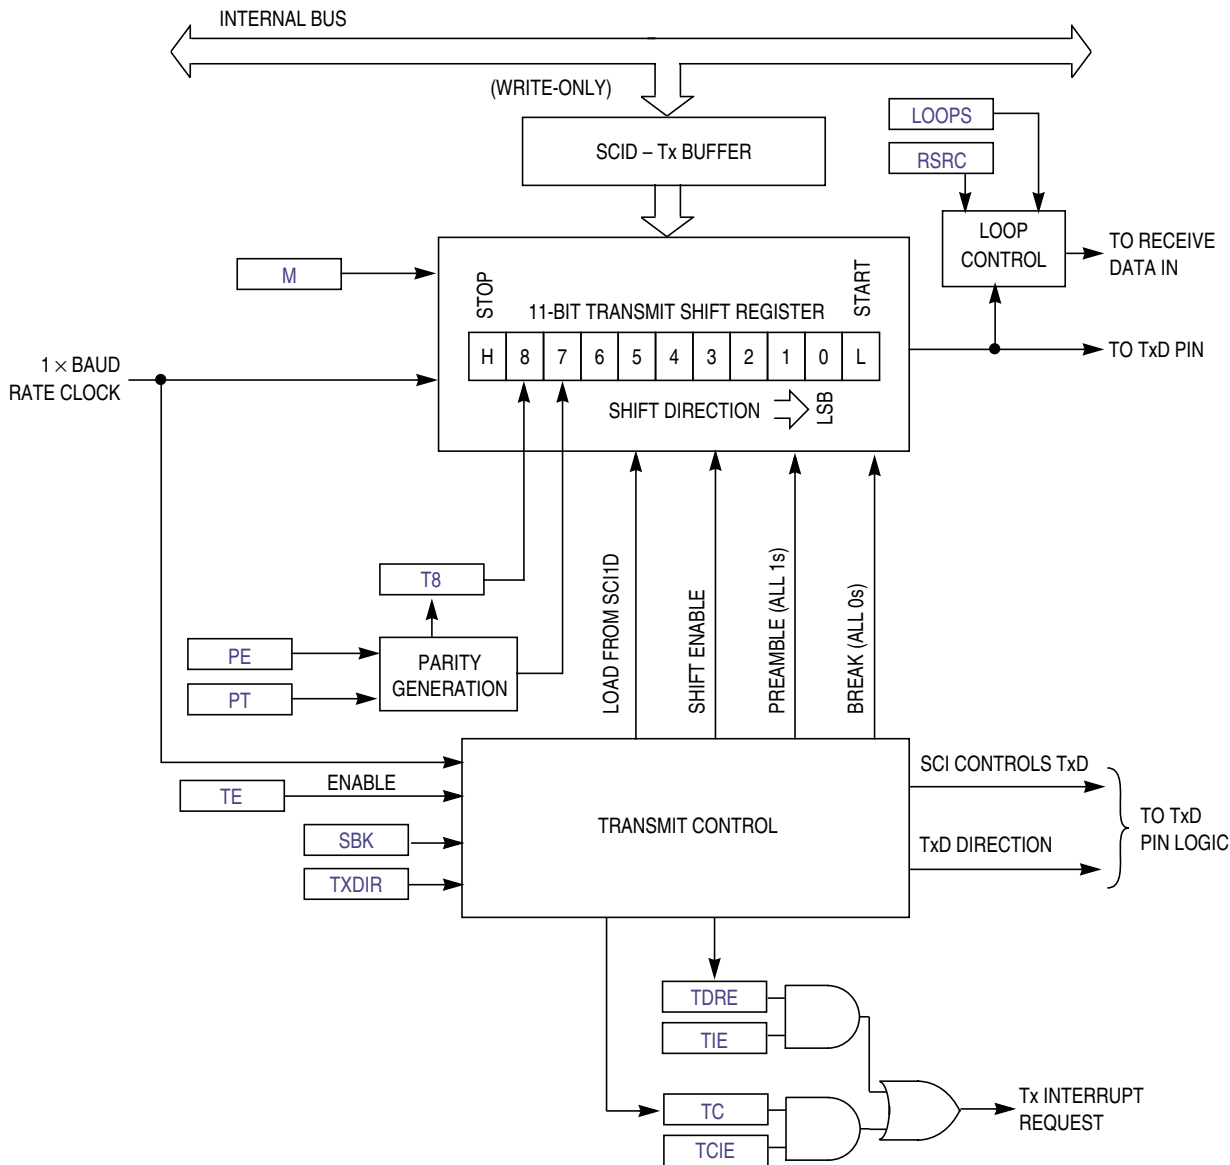 INTERNAL BUS
(WRITE-ONLY)
SCID – Tx BUFFER
LOOPS
RSRC
LOOP
CONTROL
TO RECEIVE
DATA IN
M
STOP
11-BIT TRANSMIT SHIFT REGISTER
START
H 8 7 6 5 4 3 2 1 0 L
SHIFT DIRECTION
LSB
TO TxD PIN
1 × BAUD
RATE CLOCK
T8
PE
PT
PARITY
GENERATION
LOAD FROM SCI1D
SHIFT ENABLE
PREAMBLE (ALL 1s)
BREAK (ALL 0s)
TE
ENABLE
SBK
TXDIR
TRANSMIT CONTROL
SCI CONTROLS TxD
TxD DIRECTION
TO TxD
PIN LOGIC
TDRE
TIE
TC
TCIE
Tx INTERRUPT
REQUEST